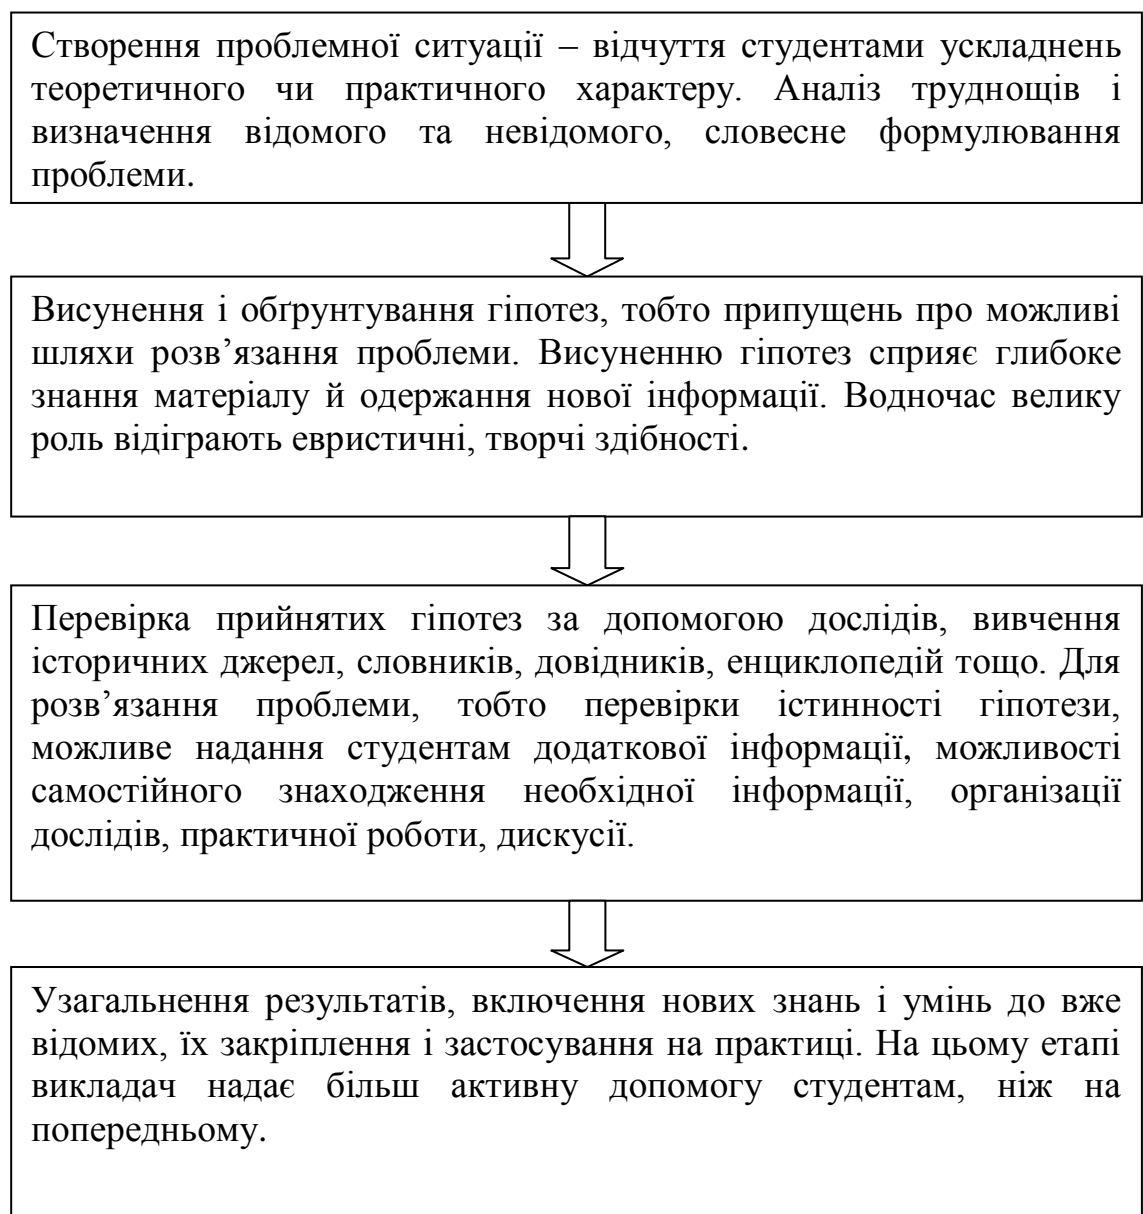 Створення проблемної ситуації – відчуття студентами ускладнень
теоретичного чи практичного характеру. Аналіз труднощів і
визначення відомого та невідомого, словесне формулювання
проблеми.
Висунення і обґрунтування гіпотез, тобто припущень про можливі
шляхи розв’язання проблеми. Висуненню гіпотез сприяє глибоке
знання матеріалу й одержання нової інформації. Водночас велику
роль відіграють евристичні, творчі здібності.
Перевірка прийнятих гіпотез за допомогою дослідів, вивчення
історичних джерел, словників, довідників, енциклопедій тощо. Для
розв’язання проблеми, тобто перевірки істинності гіпотези,
можливе надання студентам додаткової інформації, можливості
самостійного знаходження необхідної інформації, організації
дослідів, практичної роботи, дискусії.
Узагальнення результатів, включення нових знань і умінь до вже
відомих, їх закріплення і застосування на практиці. На цьому етапі
викладач надає більш активну допомогу студентам, ніж на
попередньому.